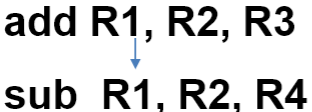 add R1, R2, R3
sub R1, R2, R4